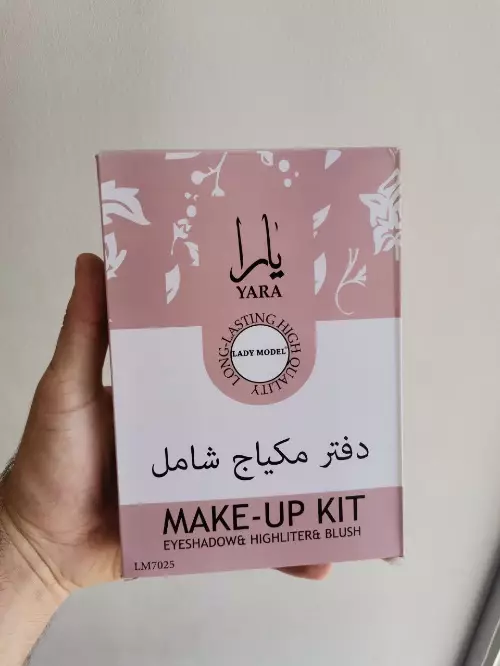 يارا
YARA
LONG-LASTING HIGH QUALITY
LADY MODEL
دفتر مكياج شامل
MAKE-UP KIT
EYESHADOW& HIGHLITER& BLUSH
LM7025